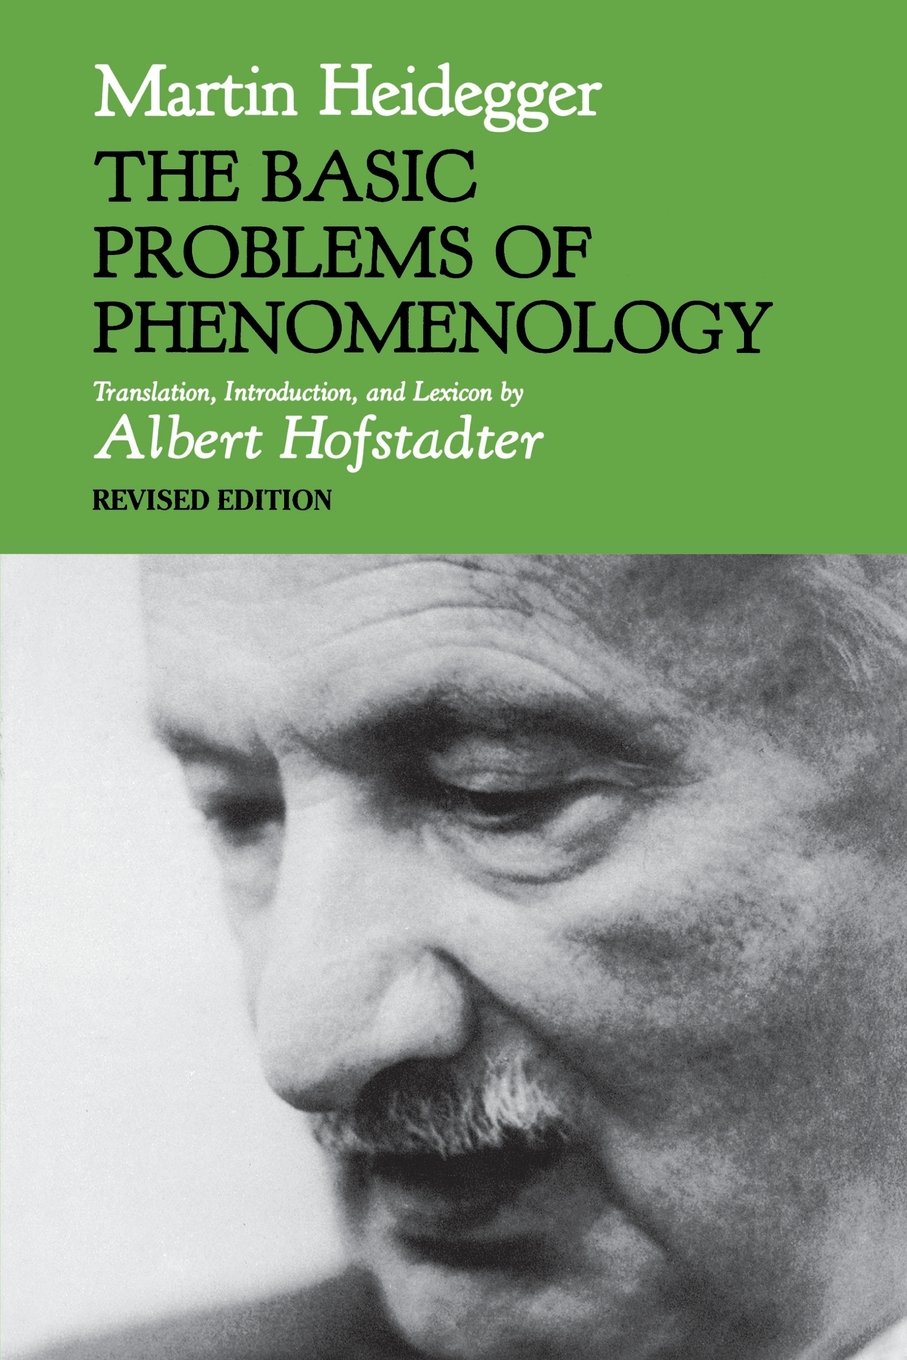 Martin Heidegger
THE BASIC
PROBLEMS OF
PHENOMENOLOGY
Translation, Introduction, and Lexicon by
Albert Hofstadter
REVISED EDITION